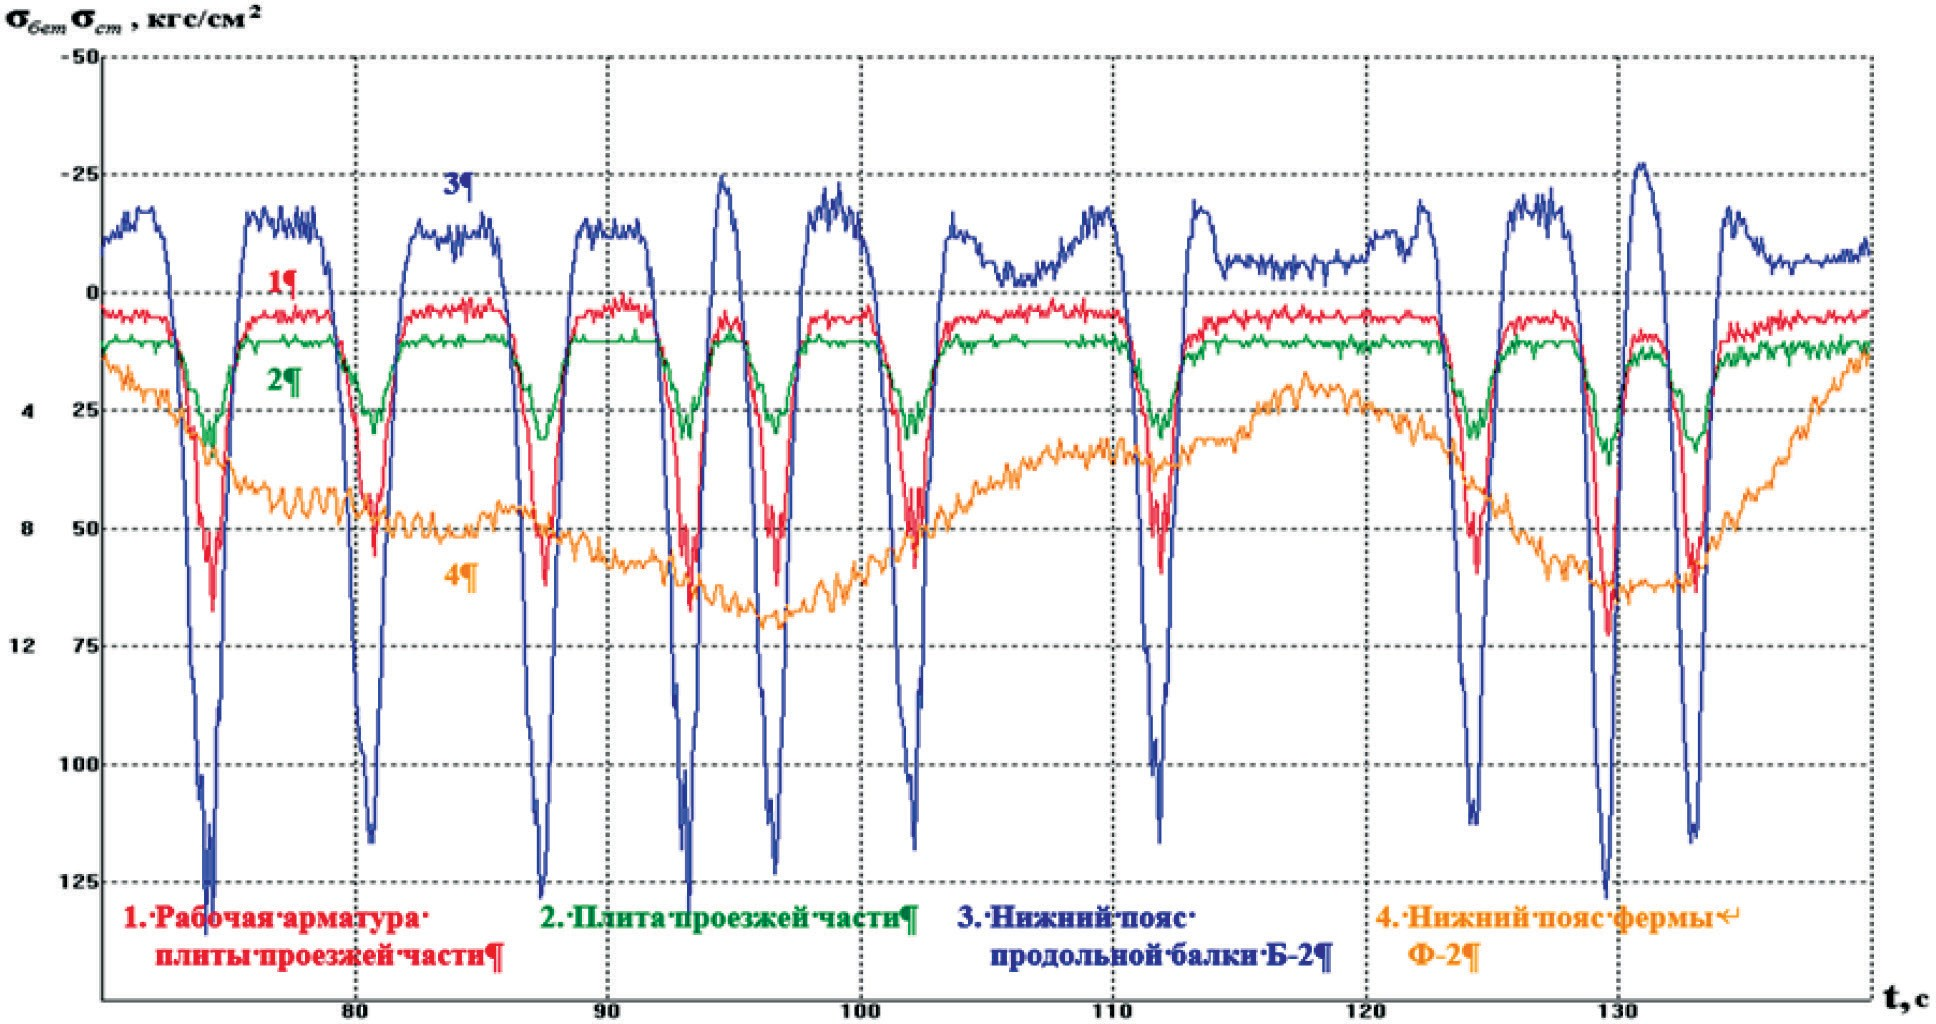 σбет σст , кгс/см²
-50
-25
3¶
1¶
0
2¶
4 25
8 50
4¶
12 75
100
125
1.·Рабочая·арматура·
плиты·проезжей·части¶
2.·Плита·проезжей·части¶
3.·Нижний·пояс·
продольной·балки·Б-2¶
4.·Нижний·пояс·фермы·↵
Ф-2¶
80 90 100 110 120 130 t, с